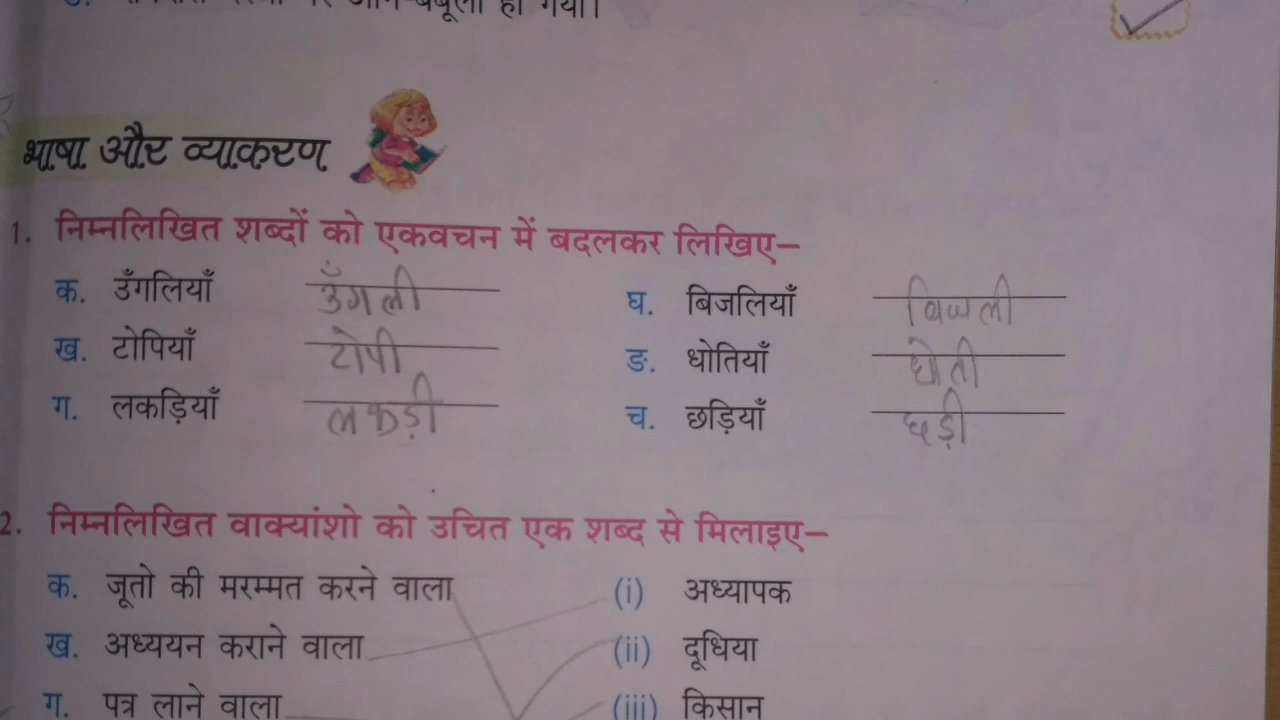 हो गया।
भाषा और व्याकरण
1. निम्नलिखित शब्दों को एकवचन में बदलकर लिखिए–
क. उँगलियाँ उँगली घ. बिजलियाँ बिजली
ख. टोपियाँ टोपी ङ. धोतियाँ धोती
ग. लकड़ियाँ लकड़ी च. छड़ियाँ छड़ी
2. निम्नलिखित वाक्यांशो को उचित एक शब्द से मिलाइए–
क. जूतो की मरम्मत करने वाला (i) अध्यापक
ख. अध्ययन कराने वाला (ii) दूधिया
ग. पत्र लाने वाला (iii) किसान